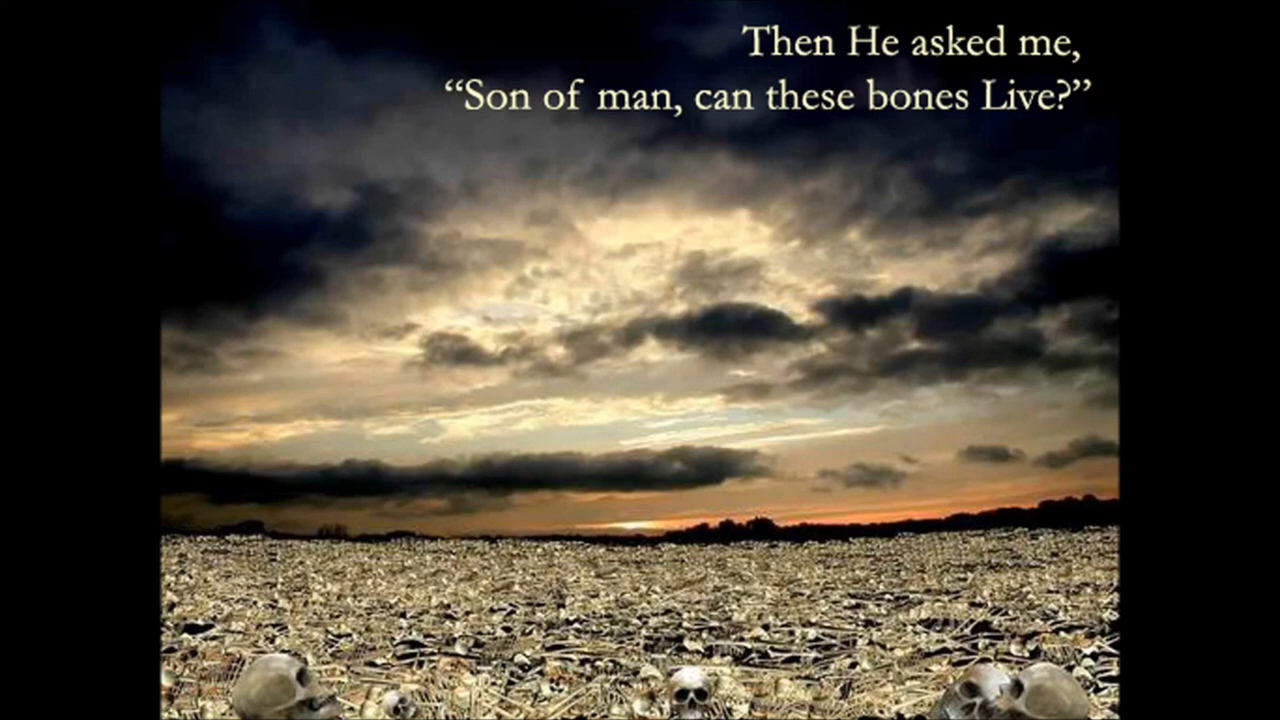 Then He asked me,
“Son of man, can these bones Live?”